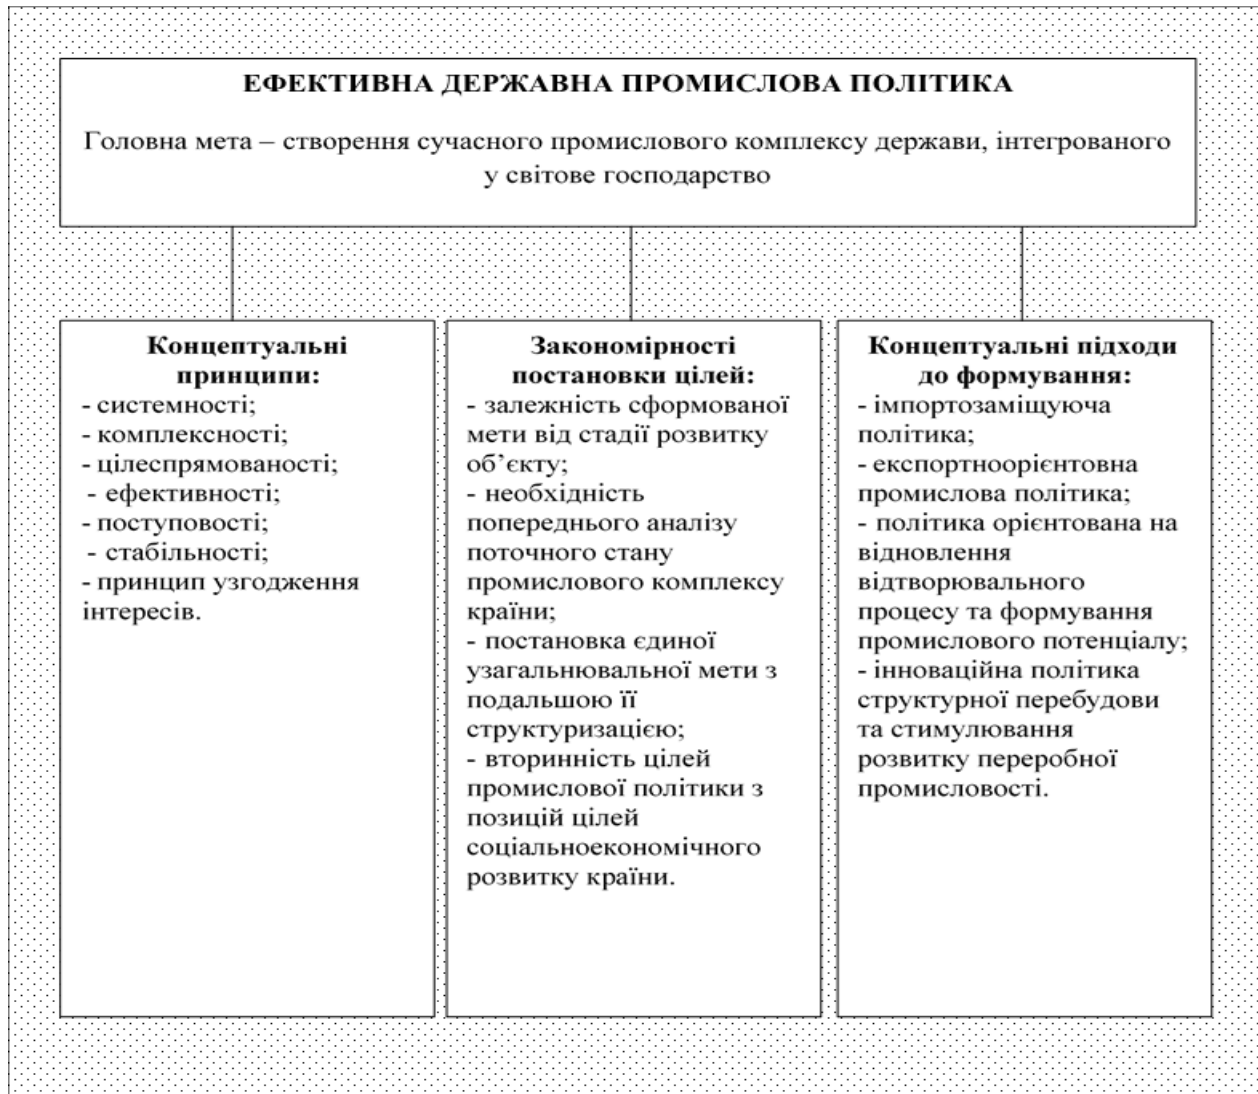 ЕФЕКТИВНА ДЕРЖАВНА ПРОМИСЛОВА ПОЛІТИКА
Головна мета – створення сучасного промислового комплексу держави, інтегрованого
у світове господарство
Концептуальні
принципи:
- системності;
- комплексності;
- цілеспрямованості;
- ефективності;
- поступовості;
- стабільності;
- принцип узгодження
інтересів.
Закономірності
постановки цілей:
- залежність сформованої
мети від стадії розвитку
об’єкту;
- необхідність
попереднього аналізу
поточного стану
промислового комплексу
країни;
- постановка єдиної
узагальнювальної мети з
подальшою її
структуризацією;
- вторинність цілей
промислової політики з
позицій цілей
соціальноекономічного
розвитку країни.
Концептуальні підходи
до формування:
- імпортозаміщуюча
політика;
- експортноорієнтовна
промислова політика;
- політика орієнтована на
відновлення
відтворювального
процесу та формування
промислового потенціалу;
- інноваційна політика
структурної перебудови
та стимулювання
розвитку переробної
промисловості.